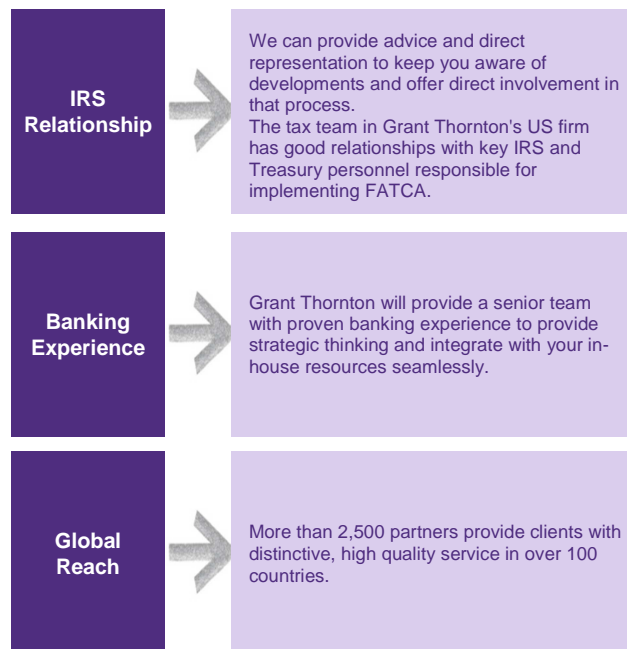 IRS
Relationship
We can provide advice and direct
representation to keep you aware of
developments and offer direct involvement in
that process.
The tax team in Grant Thornton's US firm
has good relationships with key IRS and
Treasury personnel responsible for
implementing FATCA.
Banking
Experience
Grant Thornton will provide a senior team
with proven banking experience to provide
strategic thinking and integrate with your in-
house resources seamlessly.
Global
Reach
More than 2,500 partners provide clients with
distinctive, high quality service in over 100
countries.